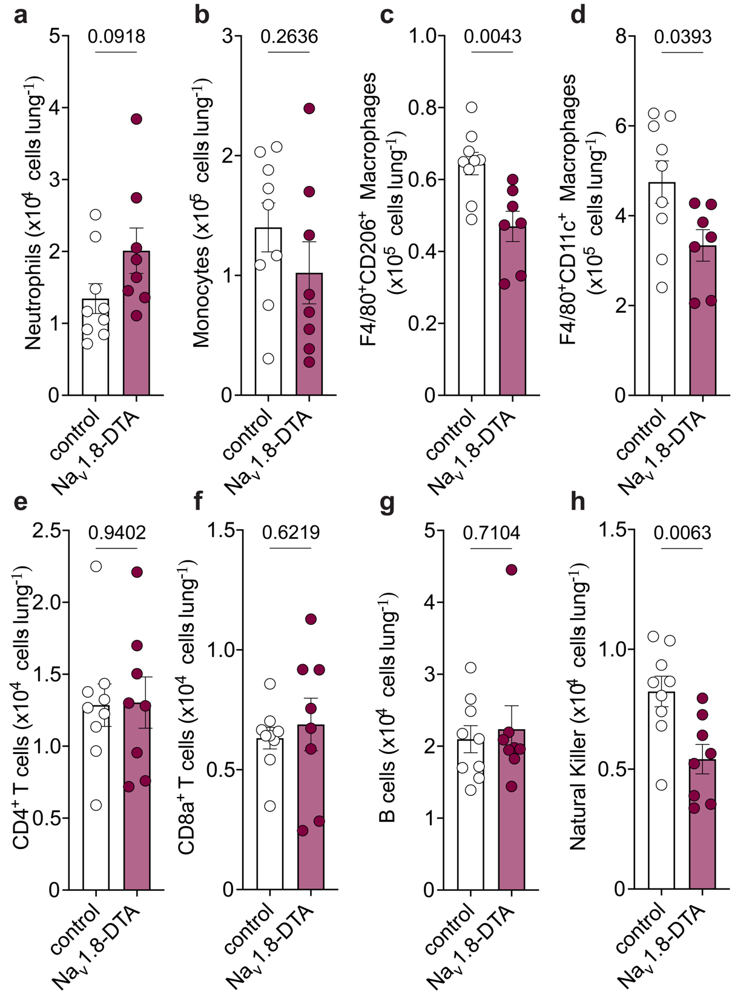 a
Neutrophils (x10⁴ cells lung⁻¹)
5
4
3
2
1
0
0.0918
control
Naᵥ1.8-DTA
b
Monocytes (x10⁵ cells lung⁻¹)
3
2
1
0
0.2636
control
Naᵥ1.8-DTA
c
F4/80⁺CD206⁺ Macrophages
(x10⁵ cells lung⁻¹)
1.0
0.8
0.6
0.4
0.2
0
0.0043
control
Naᵥ1.8-DTA
d
F4/80⁺CD11c⁺ Macrophages
(x10⁵ cells lung⁻¹)
8
6
4
2
0
0.0393
control
Naᵥ1.8-DTA
e
CD4⁺ T cells (x10⁴ cells lung⁻¹)
2.5
2.0
1.5
1.0
0.5
0
0.9402
control
Naᵥ1.8-DTA
f
CD8a⁺ T cells (x10⁴ cells lung⁻¹)
1.5
1.0
0.5
0
0.6219
control
Naᵥ1.8-DTA
g
B cells (x10⁴ cells lung⁻¹)
5
4
3
2
1
0
0.7104
control
Naᵥ1.8-DTA
h
Natural Killer (x10⁴ cells lung⁻¹)
1.5
1.0
0.5
0
0.0063
control
Naᵥ1.8-DTA